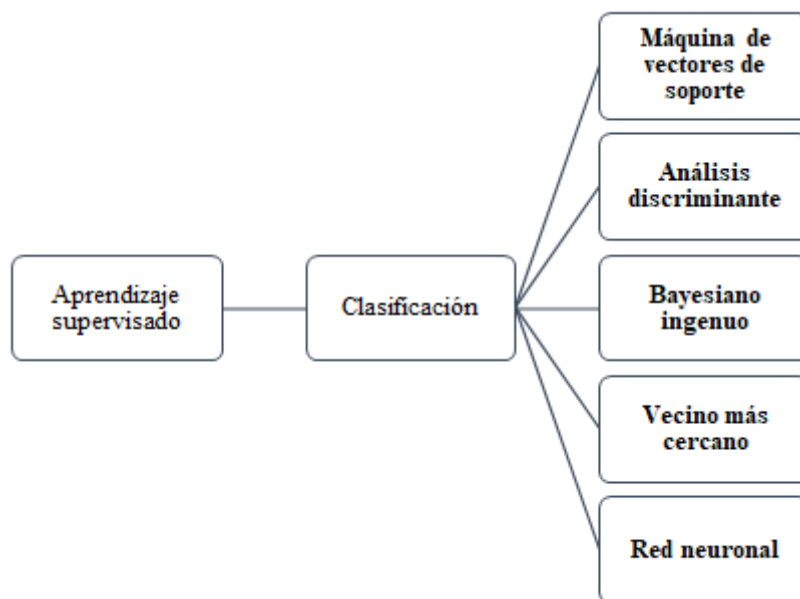 Aprendizaje
supervisado
Clasificación
Máquina de
vectores de
soporte
Análisis
discriminante
Bayesiano
ingenuo
Vecino más
cercano
Red neuronal